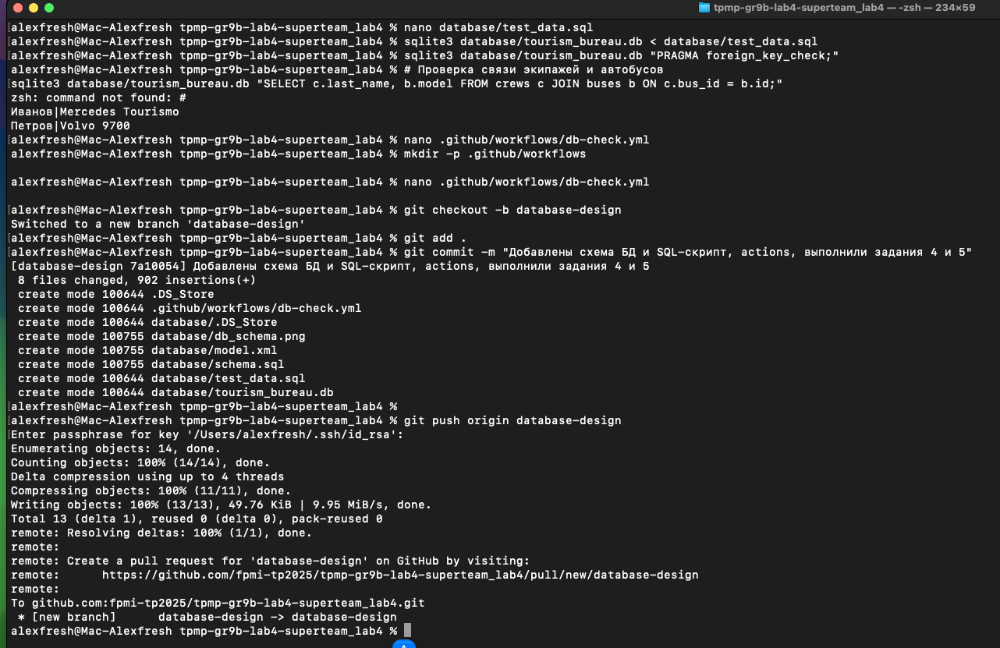 tpmp-gr9b-lab4-superteam_lab4 — -zsh — 234×59
[alexfresh@Mac-Alexfresh tpmp-gr9b-lab4-superteam_lab4 % nano database/test_data.sql
[alexfresh@Mac-Alexfresh tpmp-gr9b-lab4-superteam_lab4 % sqlite3 database/tourism_bureau.db < database/test_data.sql
[alexfresh@Mac-Alexfresh tpmp-gr9b-lab4-superteam_lab4 % sqlite3 database/tourism_bureau.db "PRAGMA foreign_key_check;"
alexfresh@Mac-Alexfresh tpmp-gr9b-lab4-superteam_lab4 % # Проверка связи экипажей и автобусов
[sqlite3 database/tourism_bureau.db "SELECT c.last_name, b.model FROM crews c JOIN buses b ON c.bus_id = b.id;"
zsh: command not found: #
Иванов|Mercedes Tourismo
Петров|Volvo 9700
[alexfresh@Mac-Alexfresh tpmp-gr9b-lab4-superteam_lab4 % nano .github/workflows/db-check.yml
alexfresh@Mac-Alexfresh tpmp-gr9b-lab4-superteam_lab4 % mkdir -p .github/workflows
alexfresh@Mac-Alexfresh tpmp-gr9b-lab4-superteam_lab4 % nano .github/workflows/db-check.yml
[alexfresh@Mac-Alexfresh tpmp-gr9b-lab4-superteam_lab4 % git checkout -b database-design
Switched to a new branch 'database-design'
[alexfresh@Mac-Alexfresh tpmp-gr9b-lab4-superteam_lab4 % git add .
[alexfresh@Mac-Alexfresh tpmp-gr9b-lab4-superteam_lab4 % git commit -m "Добавлены схема БД и SQL-скрипт, actions, выполнили задания 4 и 5"
[database-design 7a10054] Добавлены схема БД и SQL-скрипт, actions, выполнили задания 4 и 5
8 files changed, 902 insertions(+)
create mode 100644 .DS_Store
create mode 100644 .github/workflows/db-check.yml
create mode 100644 database/.DS_Store
create mode 100755 database/db_schema.png
create mode 100755 database/model.xml
create mode 100755 database/schema.sql
create mode 100644 database/test_data.sql
create mode 100644 database/tourism_bureau.db
[alexfresh@Mac-Alexfresh tpmp-gr9b-lab4-superteam_lab4 %
[alexfresh@Mac-Alexfresh tpmp-gr9b-lab4-superteam_lab4 % git push origin database-design
[Enter passphrase for key '/Users/alexfresh/.ssh/id_rsa':
Enumerating objects: 14, done.
Counting objects: 100% (14/14), done.
Delta compression using up to 4 threads
Compressing objects: 100% (11/11), done.
Writing objects: 100% (13/13), 49.76 KiB | 9.95 MiB/s, done.
Total 13 (delta 1), reused 0 (delta 0), pack-reused 0
remote: Resolving deltas: 100% (1/1), done.
remote:
remote: Create a pull request for 'database-design' on GitHub by visiting:
remote:      https://github.com/fpmi-tp2025/tpmp-gr9b-lab4-superteam_lab4/pull/new/database-design
remote:
To github.com:fpmi-tp2025/tpmp-gr9b-lab4-superteam_lab4.git
* [new branch]      database-design -> database-design
alexfresh@Mac-Alexfresh tpmp-gr9b-lab4-superteam_lab4 %